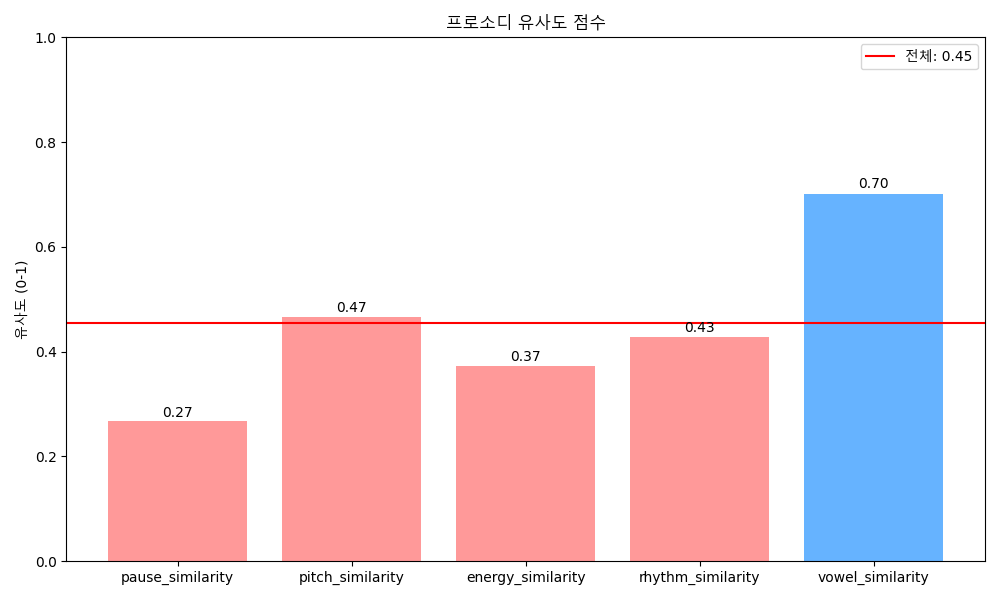 프로소디 유사도 점수
전체: 0.45
유사도 (0-1)
1.0
0.8
0.6
0.4
0.2
0.0
0.27
0.47
0.37
0.43
0.70
pause_similarity
pitch_similarity
energy_similarity
rhythm_similarity
vowel_similarity